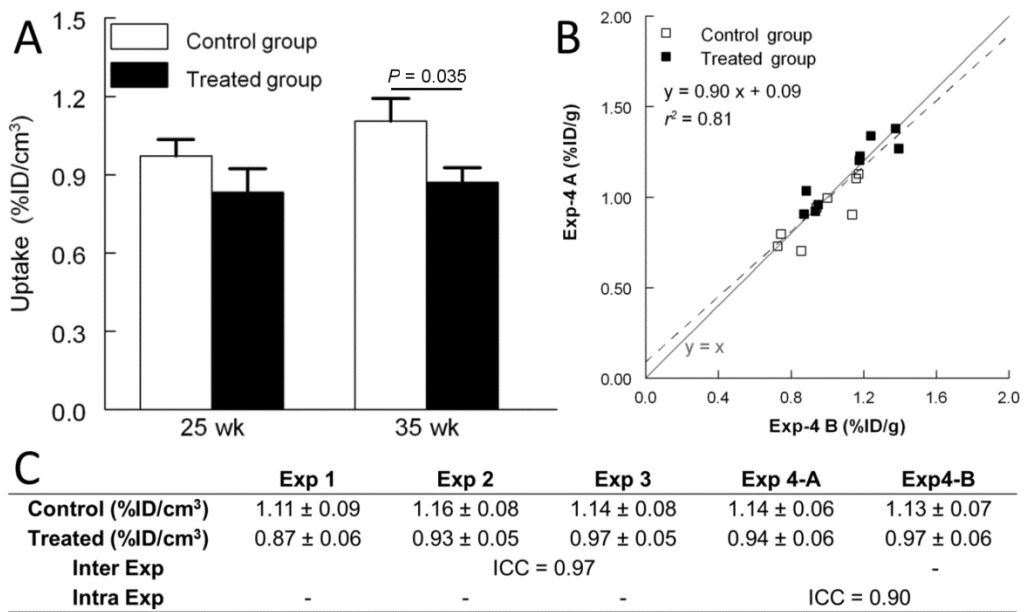 A
1.5
1.2
0.9
0.6
0.3
0.0
Uptake (%ID/cm³)
Control group
Treated group
P = 0.035
25 wk
35 wk
B
2.00
1.50
1.00
0.50
0.00
Exp-4 A (%ID/g)
Control group
Treated group
y = 0.90 x + 0.09
r² = 0.81
y = x
0.0 0.4 0.8 1.2 1.6 2.0
Exp-4 B (%ID/g)
C
Exp 1 Exp 2 Exp 3 Exp 4-A Exp4-B
Control (%ID/cm³) 1.11 ± 0.09 1.16 ± 0.08 1.14 ± 0.08 1.14 ± 0.06 1.13 ± 0.07
Treated (%ID/cm³) 0.87 ± 0.06 0.93 ± 0.05 0.97 ± 0.05 0.94 ± 0.06 0.97 ± 0.06
Inter Exp ICC = 0.97 -
Intra Exp - - - ICC = 0.90